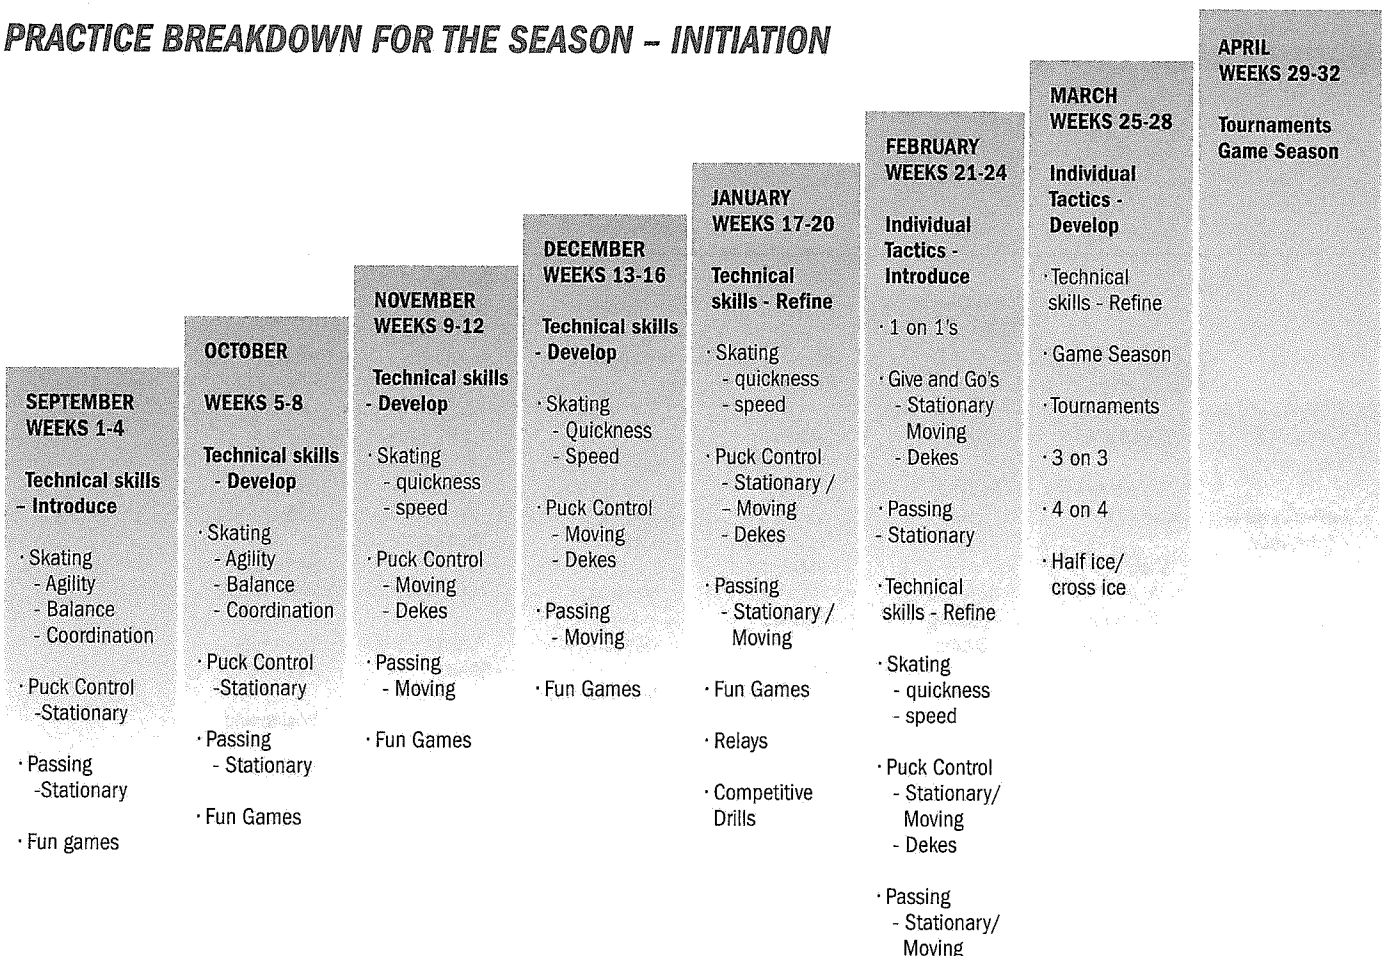 PRACTICE BREAKDOWN FOR THE SEASON – INITIATION
SEPTEMBER
WEEKS 1-4
Technical skills
– Introduce
· Skating
- Agility
- Balance
- Coordination
· Puck Control
-Stationary
· Passing
-Stationary
· Fun games
OCTOBER
WEEKS 5-8
Technical skills
- Develop
· Skating
- Agility
- Balance
- Coordination
· Puck Control
-Stationary
· Passing
- Stationary
· Fun Games
NOVEMBER
WEEKS 9-12
Technical skills
- Develop
· Skating
- quickness
- speed
· Puck Control
- Moving
- Dekes
· Passing
- Moving
· Fun Games
DECEMBER
WEEKS 13-16
Technical skills
- Develop
· Skating
- Quickness
- Speed
· Puck Control
- Moving
- Dekes
· Passing
- Moving
· Fun Games
JANUARY
WEEKS 17-20
Technical
skills - Refine
· Skating
- quickness
- speed
· Puck Control
- Stationary /
- Moving
- Dekes
· Passing
- Stationary /
Moving
· Fun Games
· Relays
· Competitive
Drills
FEBRUARY
WEEKS 21-24
Individual
Tactics -
Introduce
· 1 on 1's
· Give and Go's
- Stationary
Moving
- Dekes
· Passing
- Stationary
· Technical
skills - Refine
· Skating
- quickness
- speed
· Puck Control
- Stationary/
Moving
- Dekes
· Passing
- Stationary/
Moving
MARCH
WEEKS 25-28
Individual
Tactics -
Develop
· Technical
skills - Refine
· Game Season
· Tournaments
· 3 on 3
· 4 on 4
· Half ice/
cross ice
APRIL
WEEKS 29-32
Tournaments
Game Season